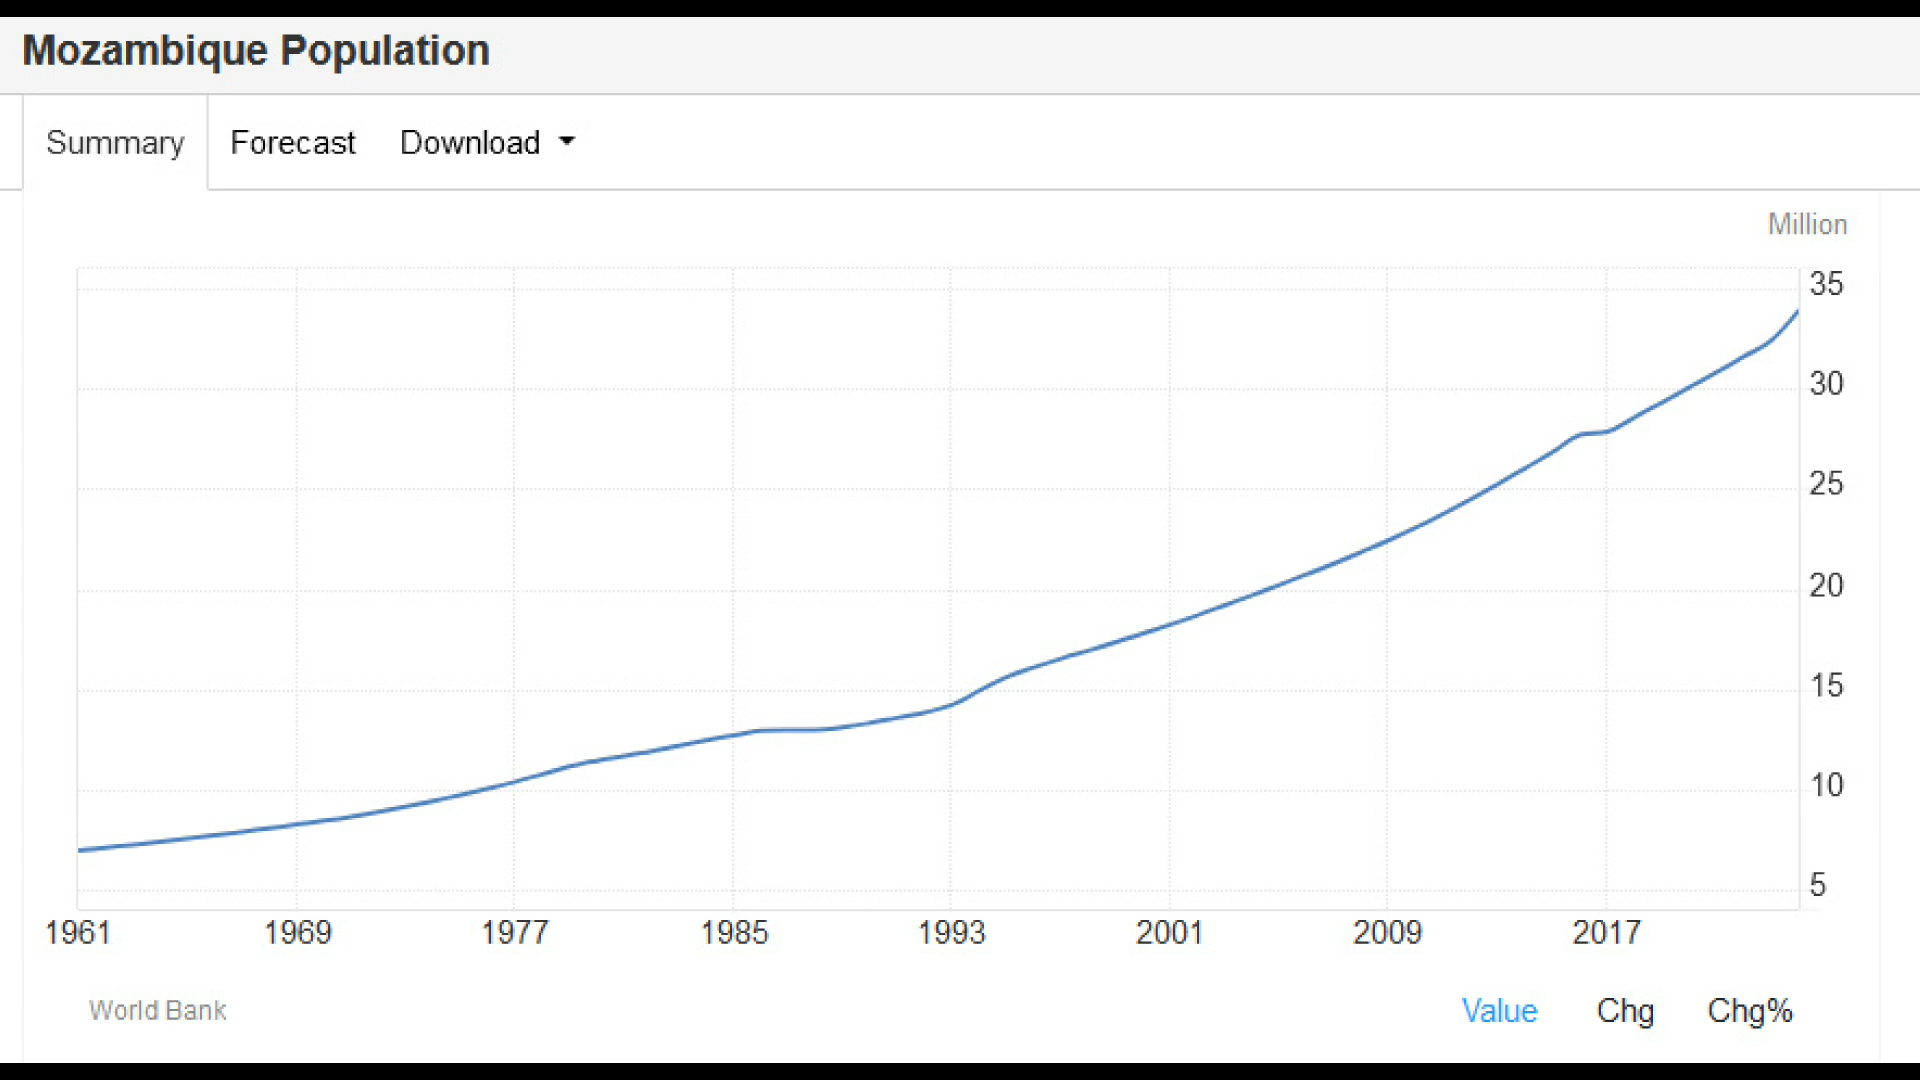 Mozambique Population
Summary Forecast Download
Million
35
30
25
20
15
10
5
1961 1969 1977 1985 1993 2001 2009 2017
World Bank Value Chg Chg%